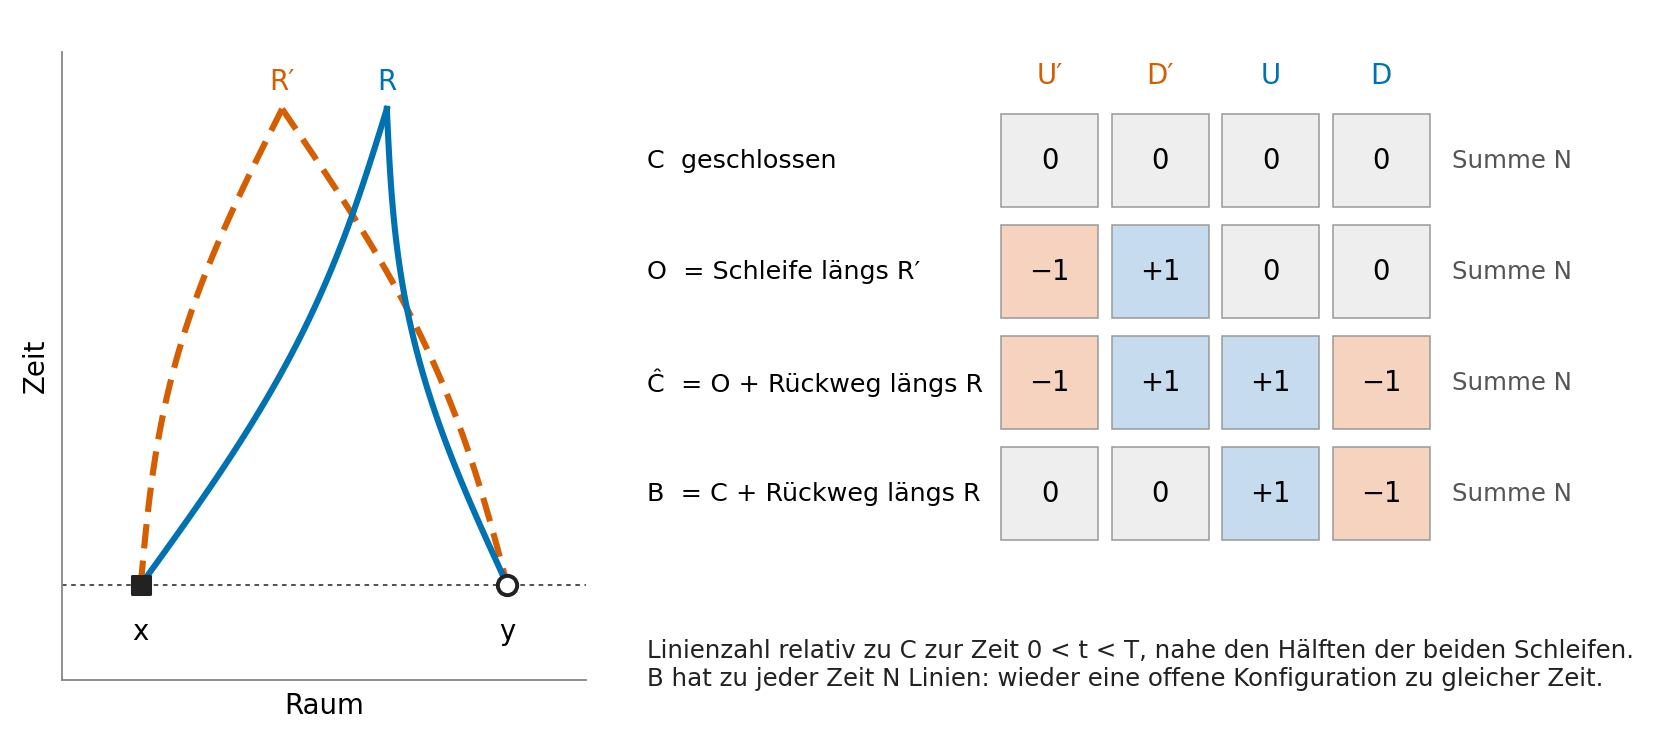 R′ R
Zeit
x y
Raum
U′ D′ U D
C geschlossen 0 0 0 0 Summe N
O = Schleife längs R′ −1 +1 0 0 Summe N
Ĉ = O + Rückweg längs R −1 +1 +1 −1 Summe N
B = C + Rückweg längs R 0 0 +1 −1 Summe N
Linienzahl relativ zu C zur Zeit 0 < t < T, nahe den Hälften der beiden Schleifen.
B hat zu jeder Zeit N Linien: wieder eine offene Konfiguration zu gleicher Zeit.